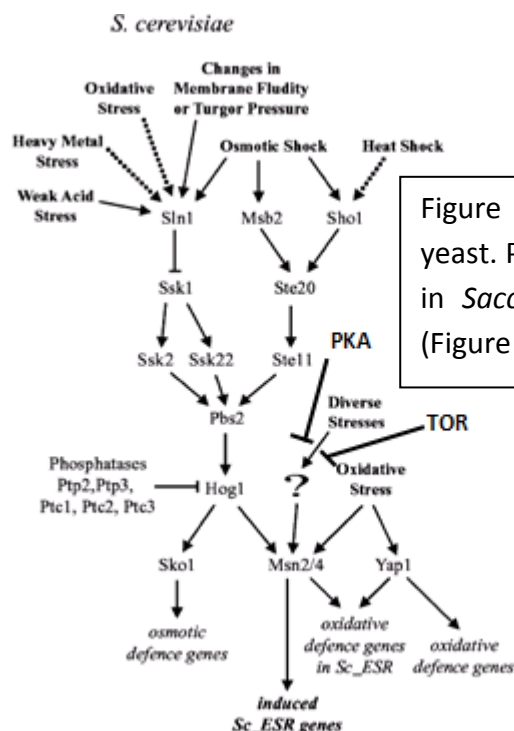 S. cerevisiae
Changes in
Membrane Fludity
or Turgor Pressure
Oxidative
Stress
Heavy Metal
Stress
Osmotic Shock
Heat Shock
Weak Acid
Stress
Sln1
Msb2
Sho1
Figure
yeast. P
in Sacc
(Figure
Ssk1
Ste20
PKA
Ssk2
Ssk22
Ste11
Diverse
Stresses
TOR
Pbs2
Phosphatases
Ptp2,Ptp3,
Ptc1, Ptc2, Ptc3
Hog1
?
Oxidative
Stress
Sko1
Msn2/4
Yap1
osmotic
defence genes
oxidative
defence genes
in Sc_ESR
oxidative
defence genes
induced
Sc_ESR genes